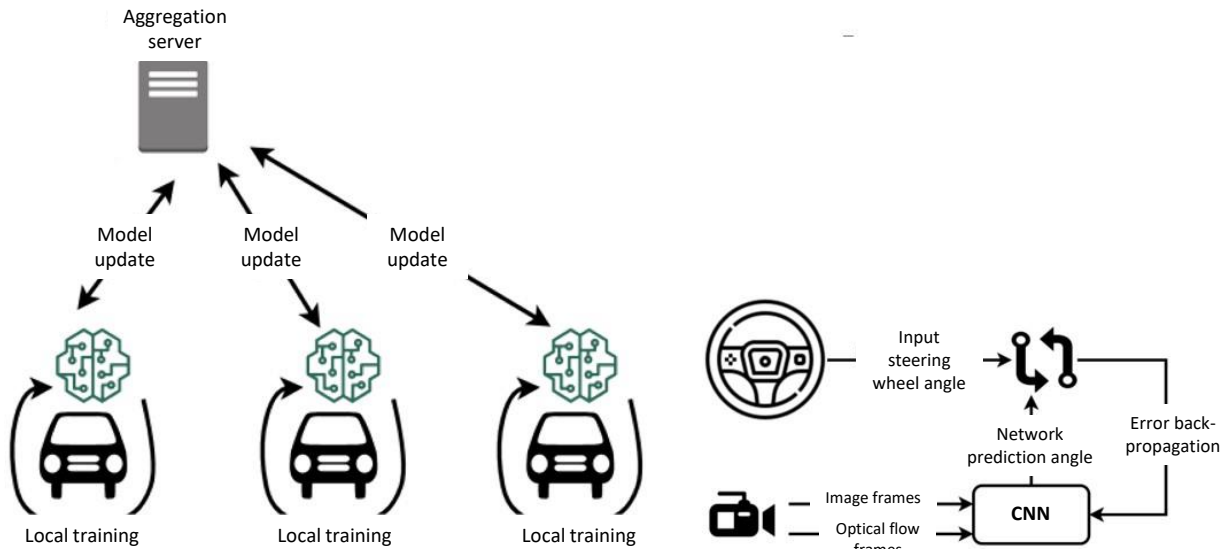 Aggregation
server
Model
update
Model
update
Model
update
Local training
Local training
Local training
Input
steering
wheel angle
Network
prediction angle
Error back-
propagation
Image frames
Optical flow
frames
CNN